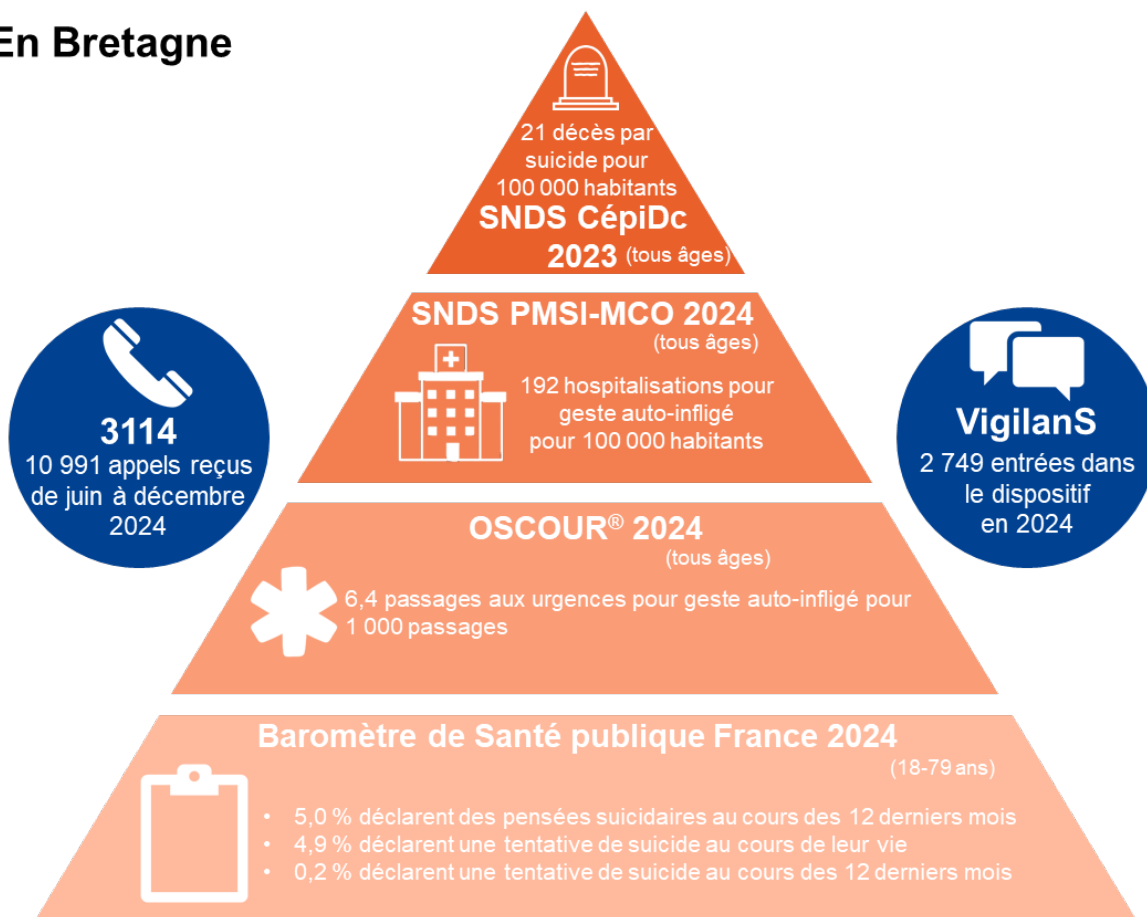 En Bretagne
21 décès par
suicide pour
100 000 habitants
SNDS CépiDc
2023 (tous âges)
SNDS PMSI-MCO 2024
(tous âges)
192 hospitalisations pour
geste auto-infligé
pour 100 000 habitants
3114
10 991 appels reçus
de juin à décembre
2024
VigilanS
2 749 entrées dans
le dispositif
en 2024
OSCOUR® 2024
(tous âges)
6,4 passages aux urgences pour geste auto-infligé pour
1 000 passages
Baromètre de Santé publique France 2024
(18-79 ans)
• 5,0 % déclarent des pensées suicidaires au cours des 12 derniers mois
• 4,9 % déclarent une tentative de suicide au cours de leur vie
• 0,2 % déclarent une tentative de suicide au cours des 12 derniers mois